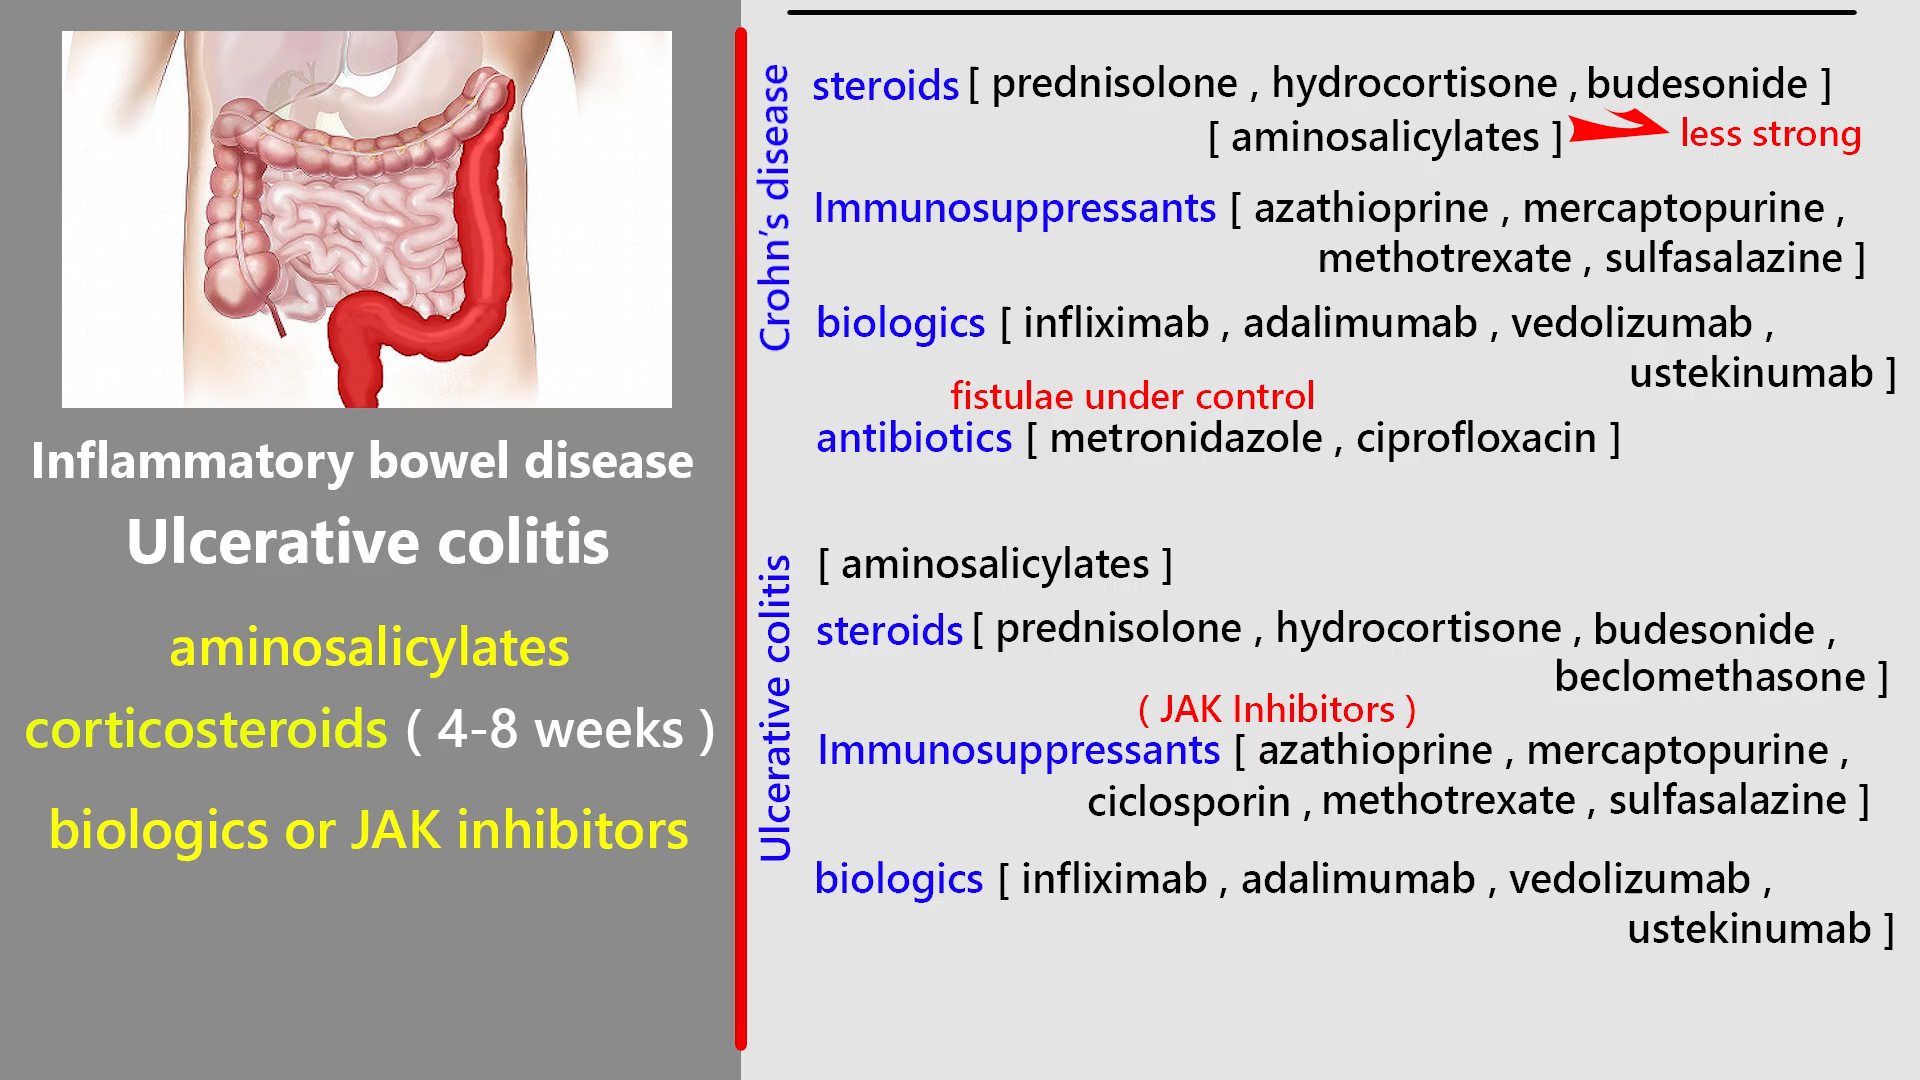 Inflammatory bowel disease
Ulcerative colitis
aminosalicylates
corticosteroids ( 4-8 weeks )
biologics or JAK inhibitors
Crohn's disease
steroids [ prednisolone , hydrocortisone , budesonide ]
[ aminosalicylates ] less strong
Immunosuppressants [ azathioprine , mercaptopurine ,
methotrexate , sulfasalazine ]
biologics [ infliximab , adalimumab , vedolizumab ,
ustekinumab ]
fistulae under control
antibiotics [ metronidazole , ciprofloxacin ]
Ulcerative colitis
[ aminosalicylates ]
steroids [ prednisolone , hydrocortisone , budesonide ,
beclomethasone ]
( JAK Inhibitors )
Immunosuppressants [ azathioprine , mercaptopurine ,
ciclosporin , methotrexate , sulfasalazine ]
biologics [ infliximab , adalimumab , vedolizumab ,
ustekinumab ]